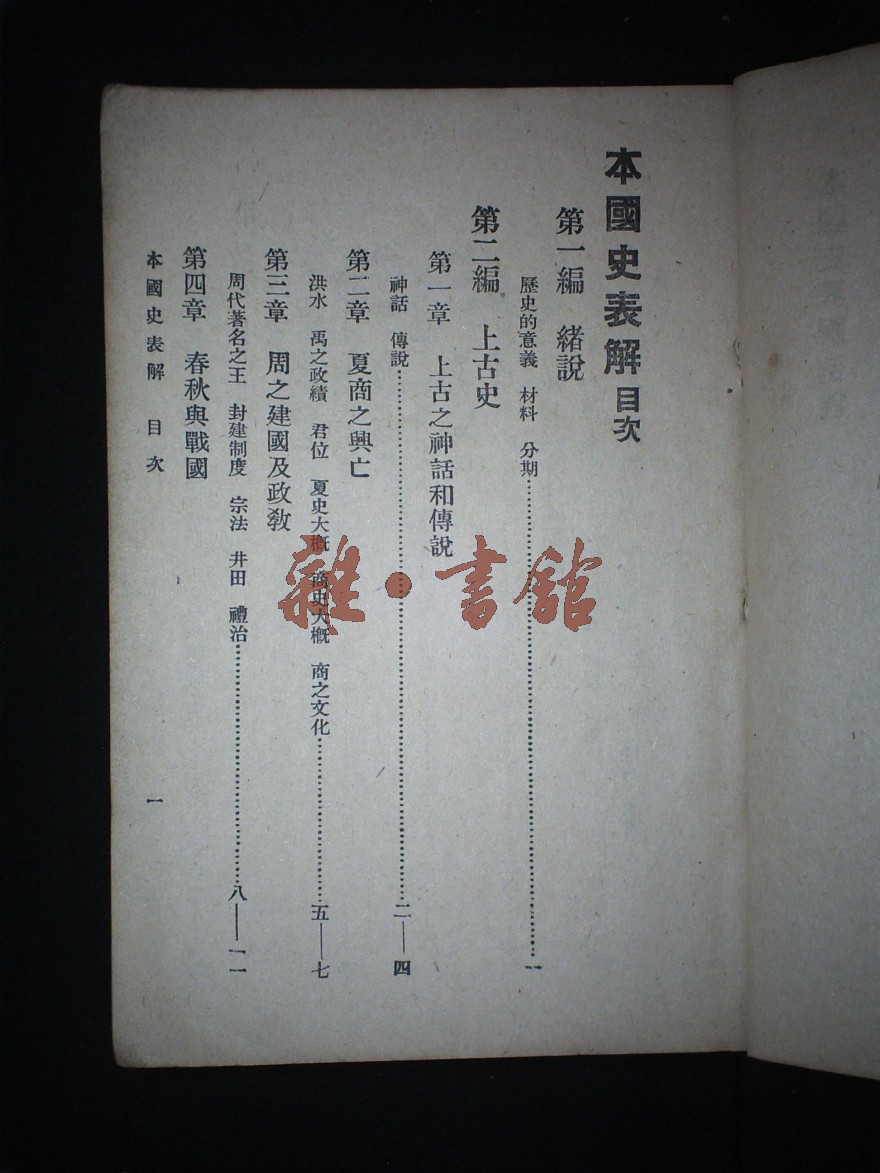 本國史表解 目次
第一編 緒說
歷史的意義 材料 分期……一
第二編 上古史
第一章 上古之神話和傳說
神話 傳說……二—四
第二章 夏商之興亡
洪水 禹之政績 君位 夏史大概 商史大概 商之文化……五—七
第三章 周之建國及政敎
周代著名之王 封建制度 宗法 井田 禮治……八—一一
第四章 春秋與戰國
本國史表解 目次 一
雜·書館